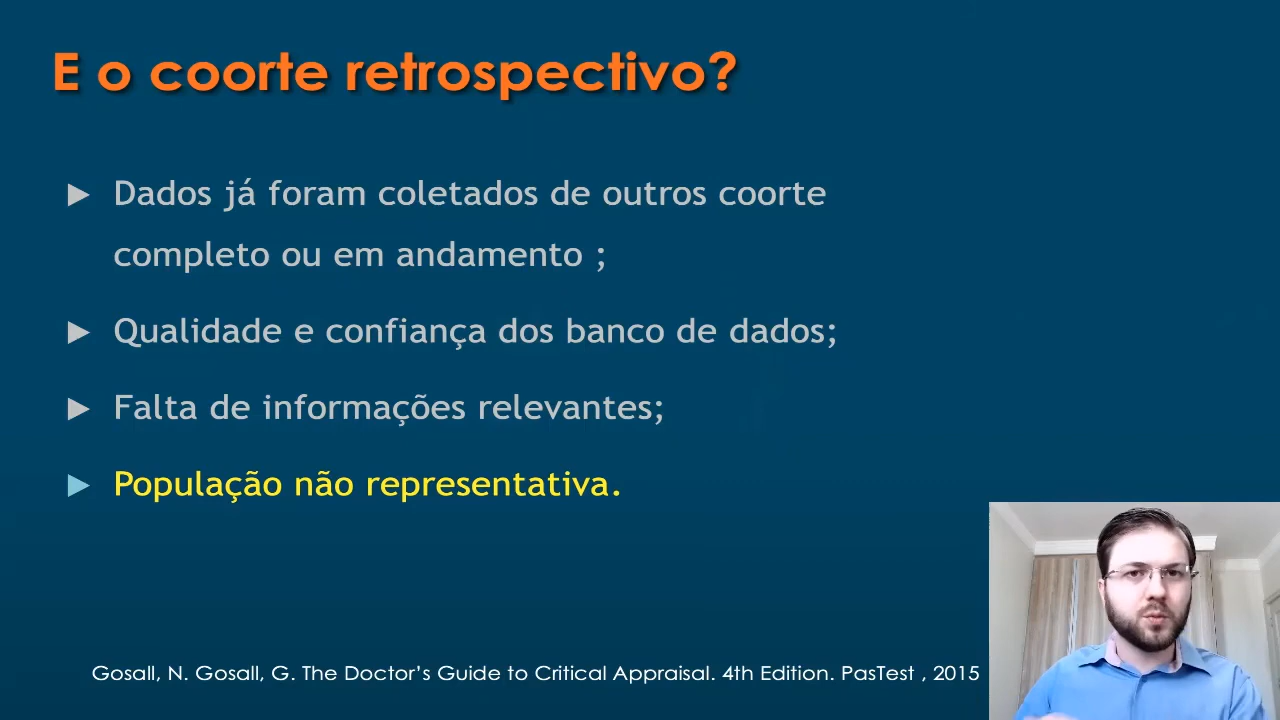 E o coorte retrospectivo?
► Dados já foram coletados de outros coorte
completo ou em andamento ;
► Qualidade e confiança dos banco de dados;
► Falta de informações relevantes;
► População não representativa.
Gosall, N. Gosall, G. The Doctor’s Guide to Critical Appraisal. 4th Edition. PasTest , 2015